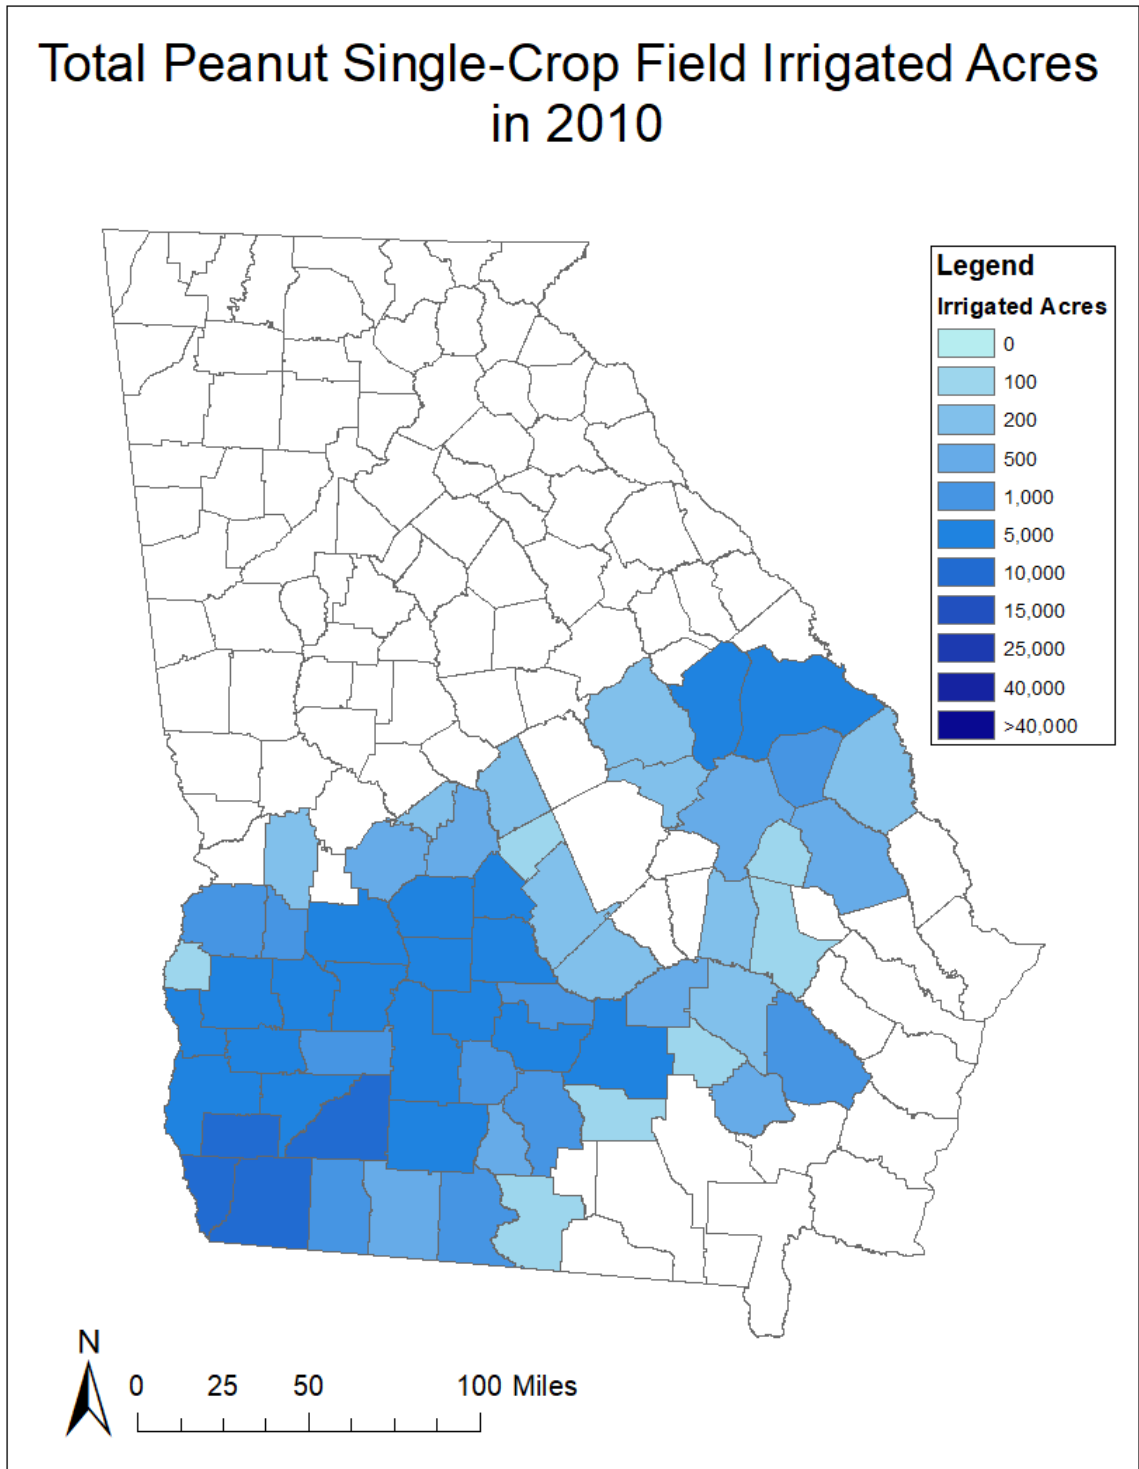 Total Peanut Single-Crop Field Irrigated Acres
in 2010
Legend
Irrigated Acres
0
100
200
500
1,000
5,000
10,000
15,000
25,000
40,000
>40,000
N
0 25 50 100 Miles